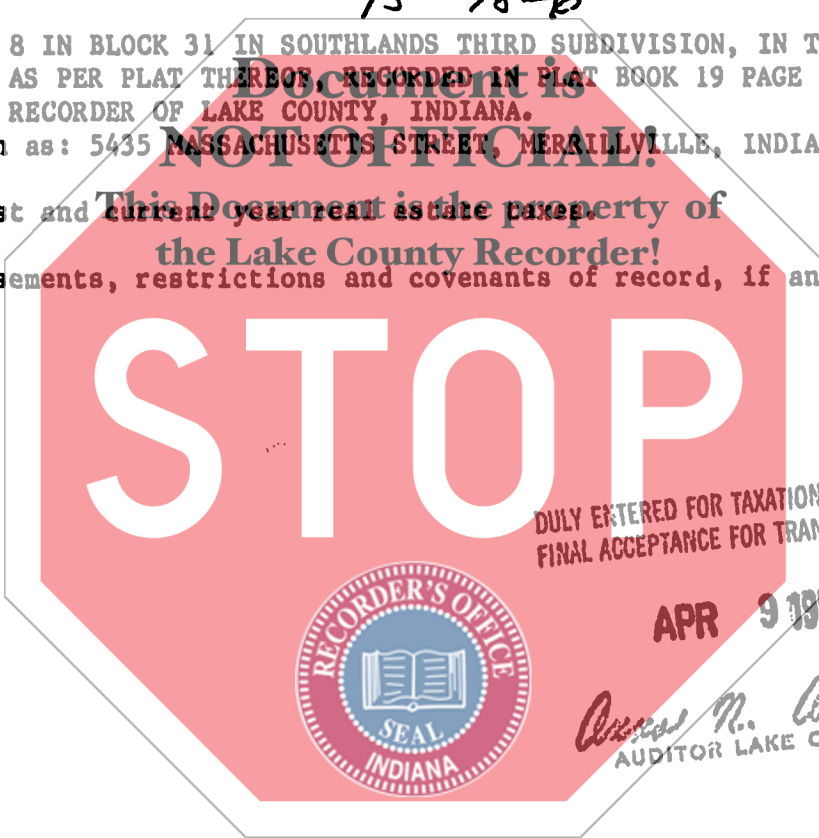 8 IN BLOCK 31 IN SOUTHLANDS THIRD SUBDIVISION, IN T
AS PER PLAT THEREOF, RECORDED IN PLAT BOOK 19 PAGE
RECORDER OF LAKE COUNTY, INDIANA.
as: 5435 MASSACHUSETTS STREET, MERRILLVILLE, INDIA
st and current year real estate taxes.
sements, restrictions and covenants of record, if an
Document is
NOT OFFICIAL!
This Document is the property of
the Lake County Recorder!
STOP
DULY ENTERED FOR TAXATION
FINAL ACCEPTANCE FOR TRAN
APR 9 19
AUDITOR LAKE C
RECORDER'S OFFICE
SEAL
INDIANA